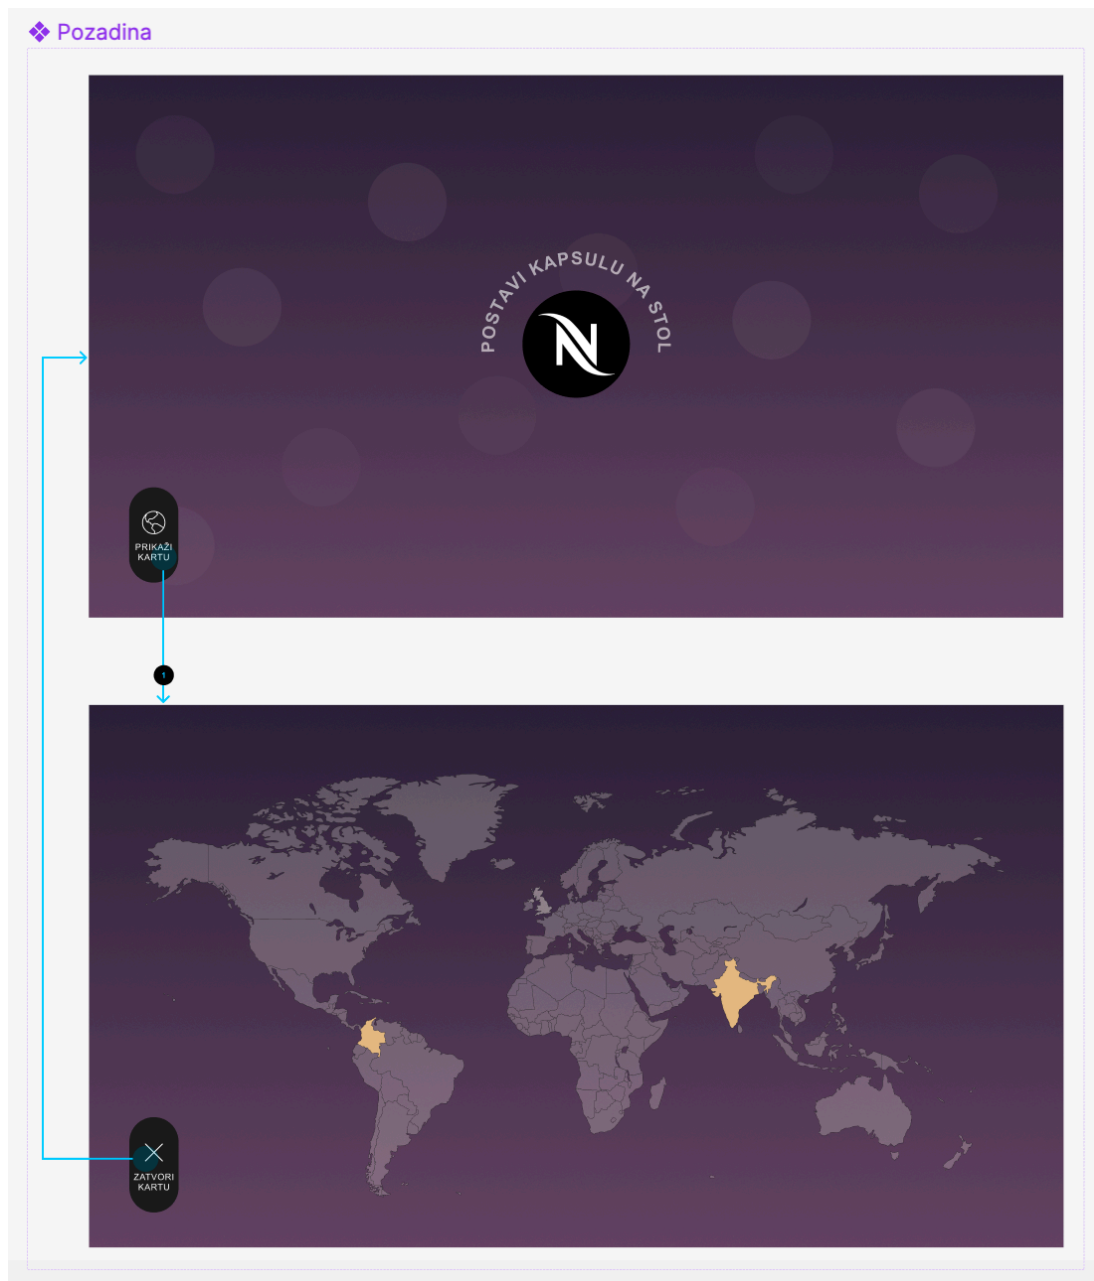 Pozadina
POSTAVI KAPSULU NA STOL
N
PRIKAŽI
KARTU
1
ZATVORI
KARTU